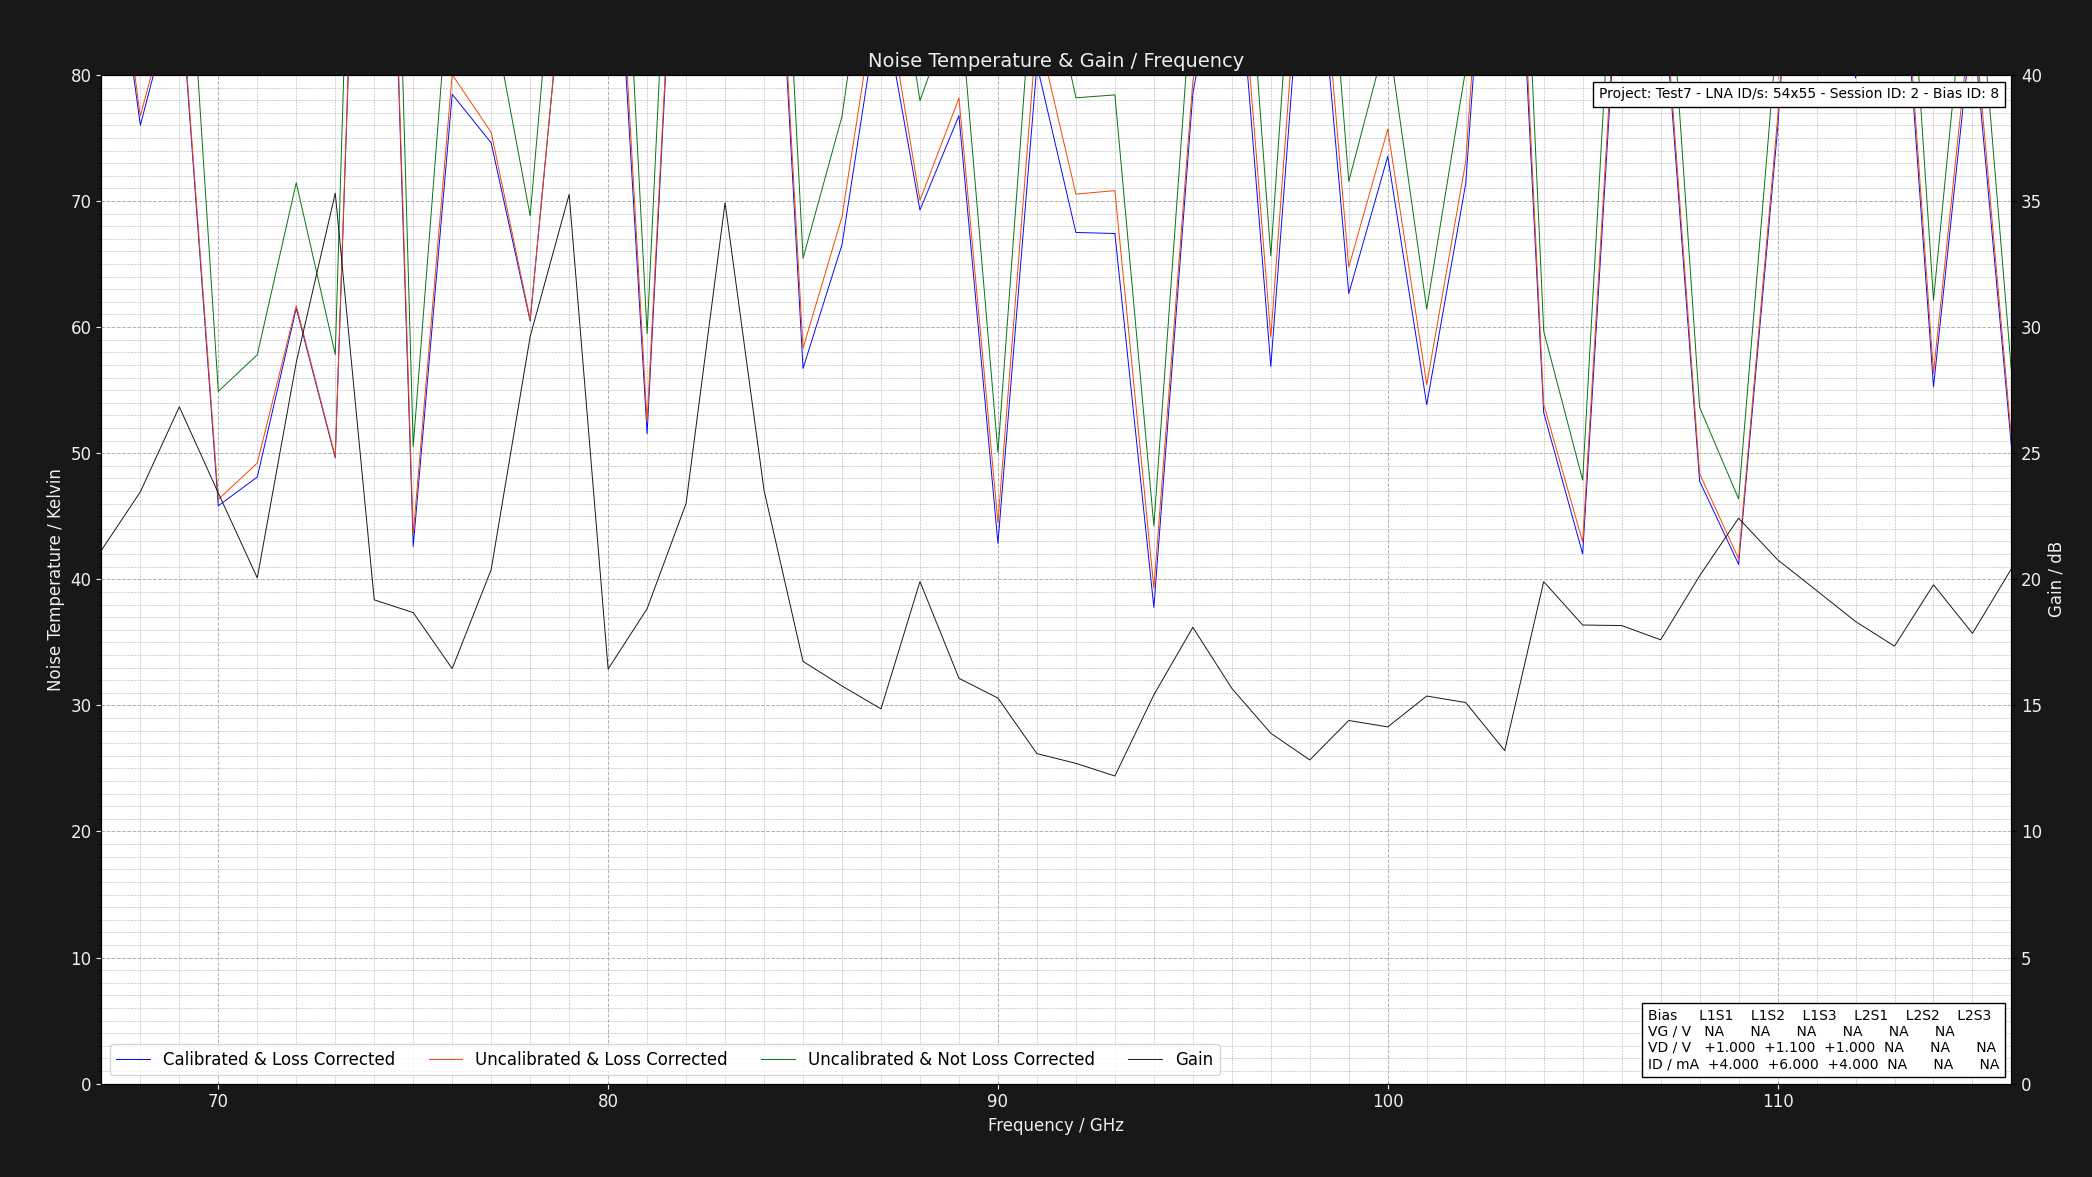 Noise Temperature & Gain / Frequency
Project: Test7 - LNA ID/s: 54x55 - Session ID: 2 - Bias ID: 8
80
70
60
50
40
30
20
10
0
Noise Temperature / Kelvin
40
35
30
25
20
15
10
5
0
Gain / dB
Bias L1S1 L1S2 L1S3 L2S1 L2S2 L2S3
VG / V NA NA NA NA NA NA
VD / V +1.000 +1.100 +1.000 NA NA NA
ID / mA +4.000 +6.000 +4.000 NA NA NA
Calibrated & Loss Corrected Uncalibrated & Loss Corrected Uncalibrated & Not Loss Corrected Gain
70 80 90 100 110
Frequency / GHz